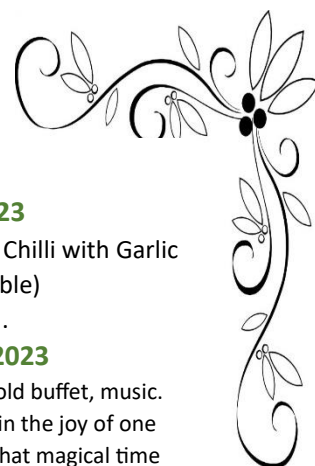 23
Chilli with Garlic
ble)
.
2023
old buffet, music.
in the joy of one
hat magical time